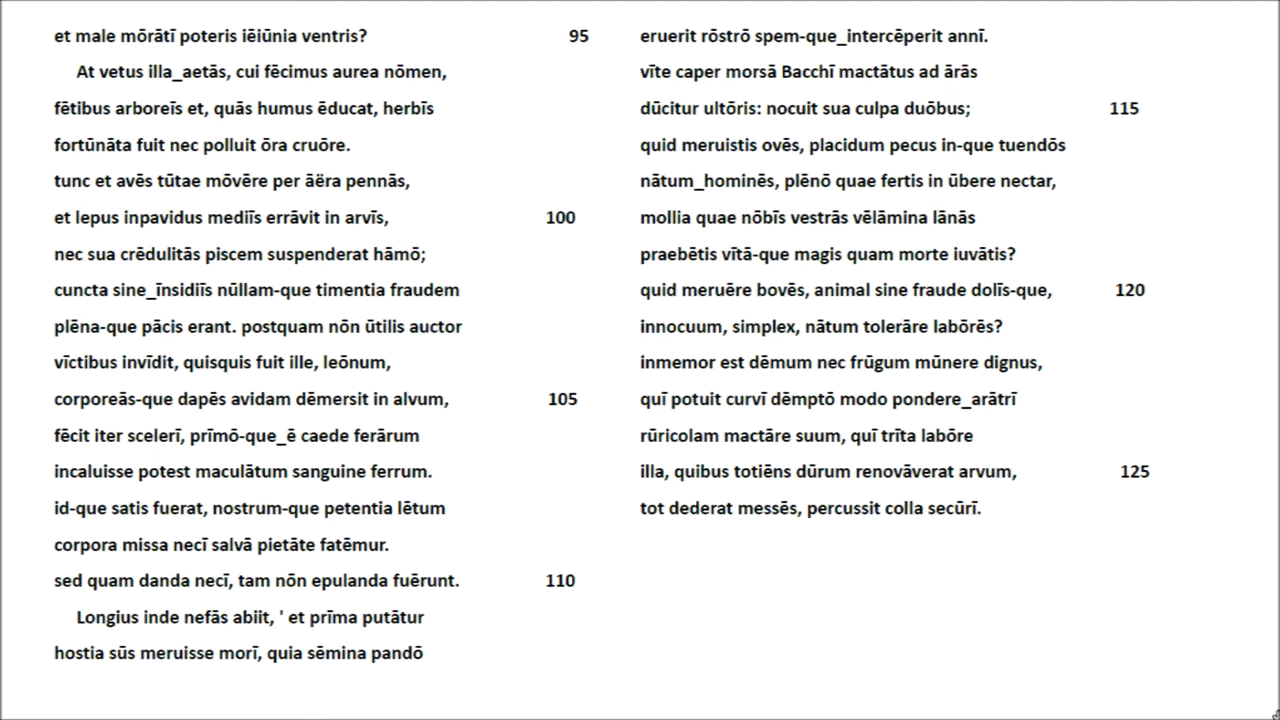 et male mōrātī poteris iēiūnia ventris? 95
At vetus illa_aetās, cui fēcimus aurea nōmen,
fētibus arboreīs et, quās humus ēducat, herbīs
fortūnāta fuit nec polluit ōra cruōre.
tunc et avēs tūtae mōvēre per āëra pennās,
et lepus inpavidus mediīs errāvit in arvīs, 100
nec sua crēdulitās piscem suspenderat hāmō;
cuncta sine_īnsidiīs nūllam-que timentia fraudem
plēna-que pācis erant. postquam nōn ūtilis auctor
vīctibus invīdit, quisquis fuit ille, leōnum,
corporeās-que dapēs avidam dēmersit in alvum, 105
fēcit iter scelerī, prīmō-que_ē caede ferārum
incaluisse potest maculātum sanguine ferrum.
id-que satis fuerat, nostrum-que petentia lētum
corpora missa necī salvā pietāte fatēmur.
sed quam danda necī, tam nōn epulanda fuērunt. 110
Longius inde nefās abiit, ' et prīma putātur
hostia sūs meruisse morī, quia sēmina pandō
eruerit rōstrō spem-que_intercēperit annī.
vīte caper morsā Bacchī mactātus ad ārās
dūcitur ultōris: nocuit sua culpa duōbus; 115
quid meruistis ovēs, placidum pecus in-que tuendōs
nātum_hominēs, plēnō quae fertis in ūbere nectar,
mollia quae nōbīs vestrās vēlāmina lānās
praebētis vītā-que magis quam morte iuvātis?
quid meruēre bovēs, animal sine fraude dolīs-que, 120
innocuum, simplex, nātum tolerāre labōrēs?
inmemor est dēmum nec frūgum mūnere dignus,
quī potuit curvī dēmptō modo pondere_arātrī
rūricolam mactāre suum, quī trīta labōre
illa, quibus totiēns dūrum renovāverat arvum, 125
tot dederat messēs, percussit colla secūrī.